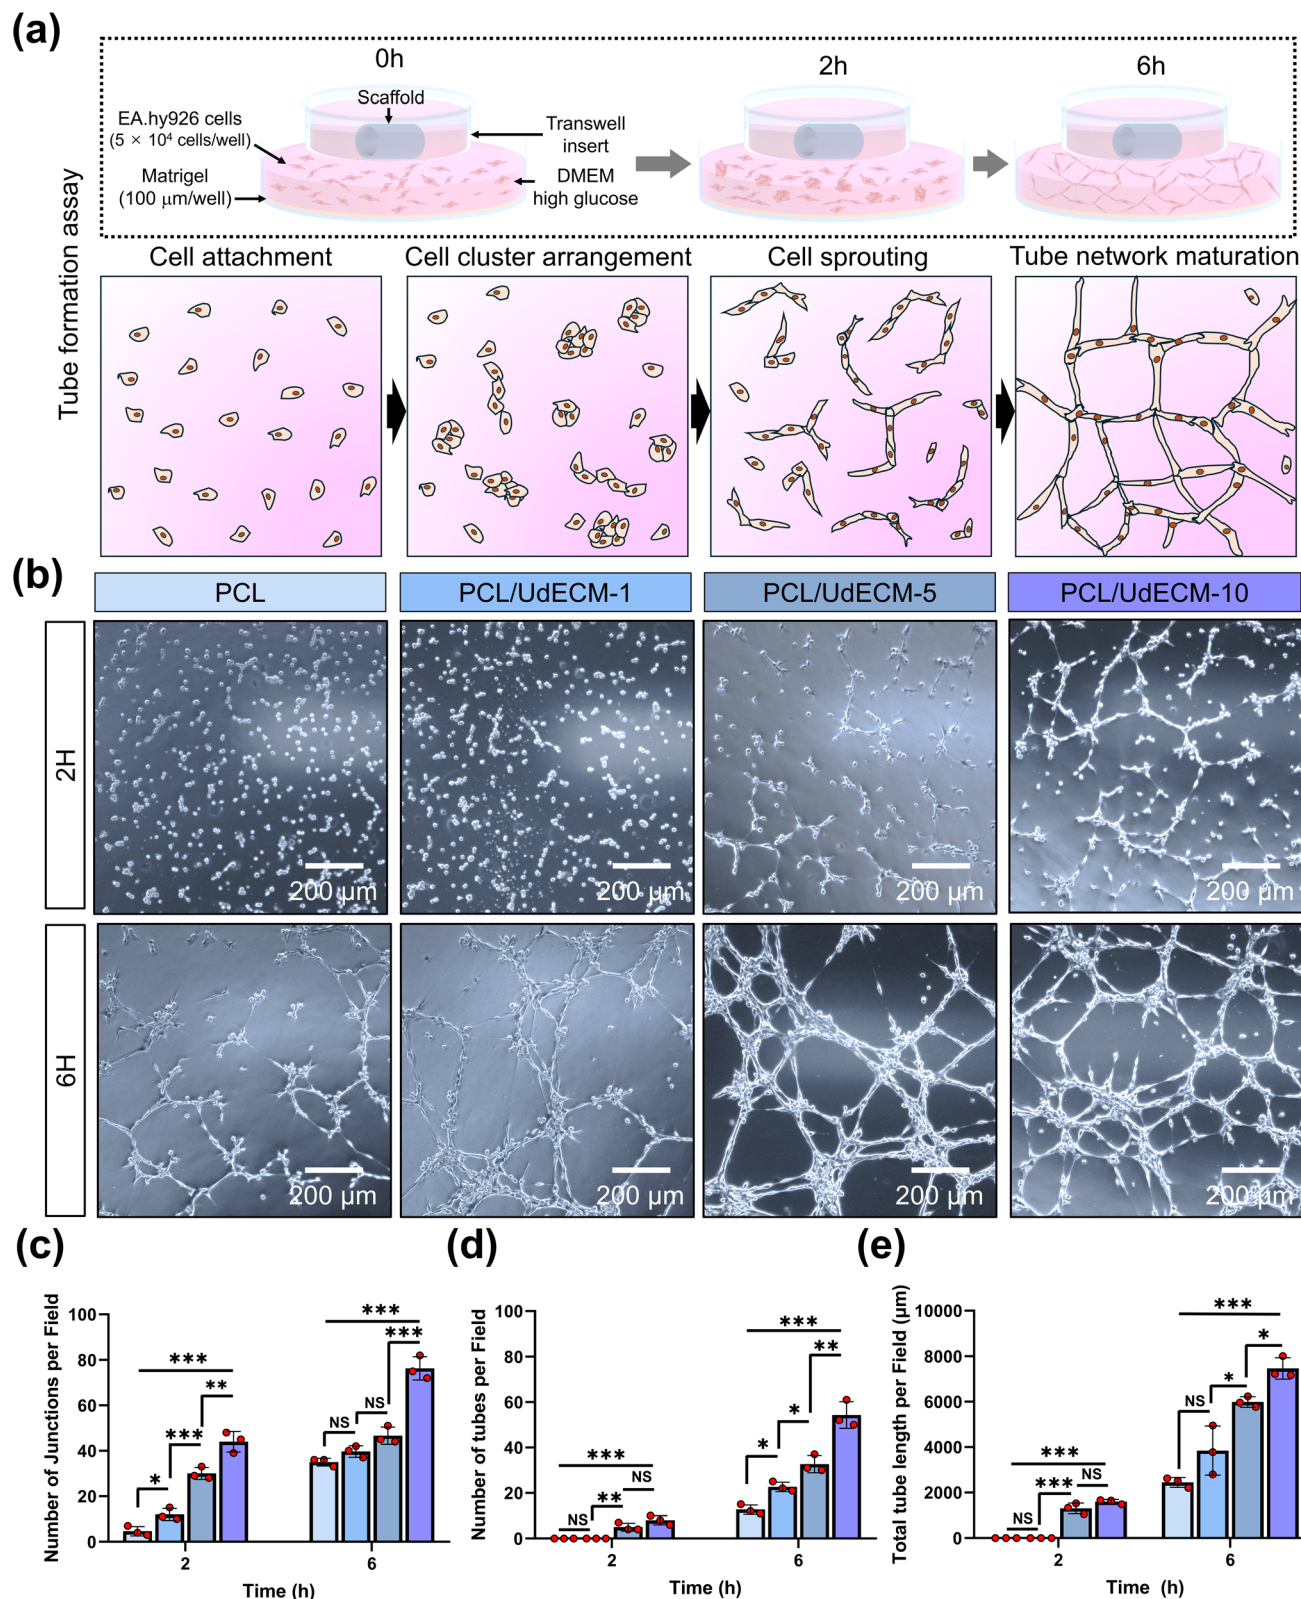 (a)
Tube formation assay
0h
2h
6h
Scaffold
EA.hy926 cells
(5 × 10⁴ cells/well)
Transwell
insert
Matrigel
(100 μm/well)
DMEM
high glucose
Cell attachment
Cell cluster arrangement
Cell sprouting
Tube network maturation
(b)
PCL
PCL/UdECM-1
PCL/UdECM-5
PCL/UdECM-10
2H
200 μm
200 μm
200 μm
200 μm
6H
200 μm
200 μm
200 μm
200 μm
(c)
Number of Junctions per Field
100
80
60
40
20
0
*
***
**
***
NS
NS
***
***
2
6
Time (h)
(d)
Number of tubes per Field
100
80
60
40
20
0
NS
**
NS
***
*
*
**
***
2
6
Time (h)
(e)
Total tube length per Field (μm)
10000
8000
6000
4000
2000
0
NS
***
NS
***
NS
*
*
***
2
6
Time (h)